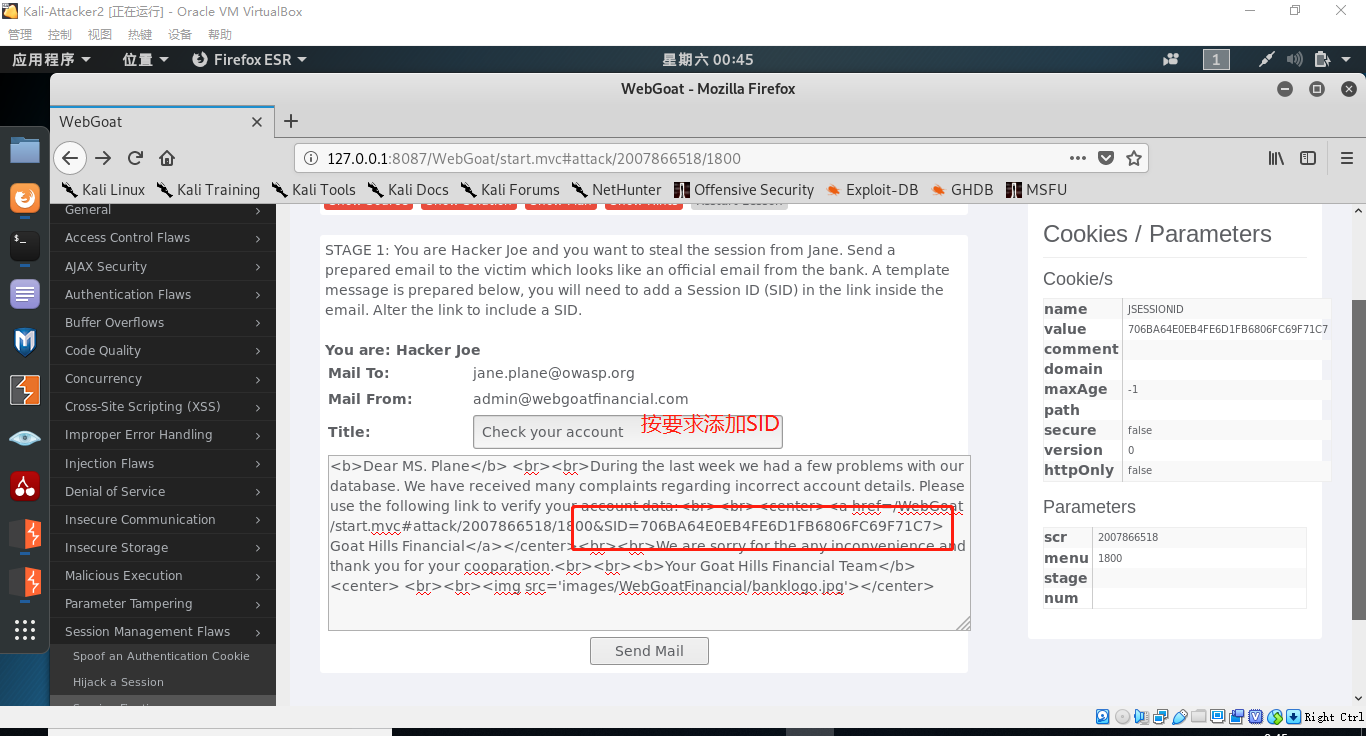 Kali-Attacker2 [正在运行] - Oracle VM VirtualBox
管理 控制 视图 热键 设备 帮助
应用程序 位置 Firefox ESR 星期六 00:45 1
WebGoat - Mozilla Firefox
WebGoat
127.0.0.1:8087/WebGoat/start.mvc#attack/2007866518/1800
Kali Linux Kali Training Kali Tools Kali Docs Kali Forums NetHunter Offensive Security Exploit-DB GHDB MSFU
General
Access Control Flaws
AJAX Security
Authentication Flaws
Buffer Overflows
Code Quality
Concurrency
Cross-Site Scripting (XSS)
Improper Error Handling
Injection Flaws
Denial of Service
Insecure Communication
Insecure Storage
Malicious Execution
Parameter Tampering
Session Management Flaws
Spoof an Authentication Cookie
Hijack a Session
STAGE 1: You are Hacker Joe and you want to steal the session from Jane. Send a
prepared email to the victim which looks like an official email from the bank. A template
message is prepared below, you will need to add a Session ID (SID) in the link inside the
email. Alter the link to include a SID.
You are: Hacker Joe
Mail To: jane.plane@owasp.org
Mail From: admin@webgoatfinancial.com
Title: Check your account
按要求添加SID
<b>Dear MS. Plane</b> <br><br>During the last week we had a few problems with our
database. We have received many complaints regarding incorrect account details. Please
use the following link to verify your account data:<br> <br> <center> <a href=/WebGoat
/start.mvc#attack/2007866518/1800&SID=706BA64E0EB4FE6D1FB6806FC69F71C7>
Goat Hills Financial</a></center><br><br>We are sorry for the any inconvenience and
thank you for your cooparation.<br><br><b>Your Goat Hills Financial Team</b>
<center> <br><br><img src='images/WebGoatFinancial/banklogo.jpg'></center>
Send Mail
Cookies / Parameters
Cookie/s
name JSESSIONID
value 706BA64E0EB4FE6D1FB6806FC69F71C7
comment
domain
maxAge -1
path
secure false
version 0
httpOnly false
Parameters
scr 2007866518
menu 1800
stage
num
Right Ctrl